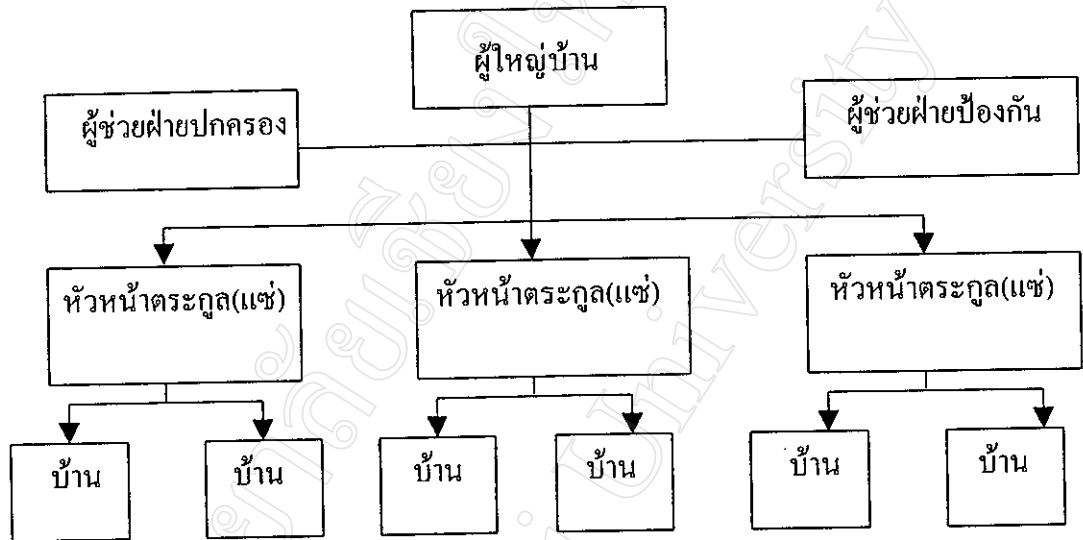 ผู้ใหญ่บ้าน
ผู้ช่วยฝ่ายปกครอง
ผู้ช่วยฝ่ายป้องกัน
หัวหน้าตระกูล(แซ่)
หัวหน้าตระกูล(แซ่)
หัวหน้าตระกูล(แซ่)
บ้าน
บ้าน
บ้าน
บ้าน
บ้าน
บ้าน
University